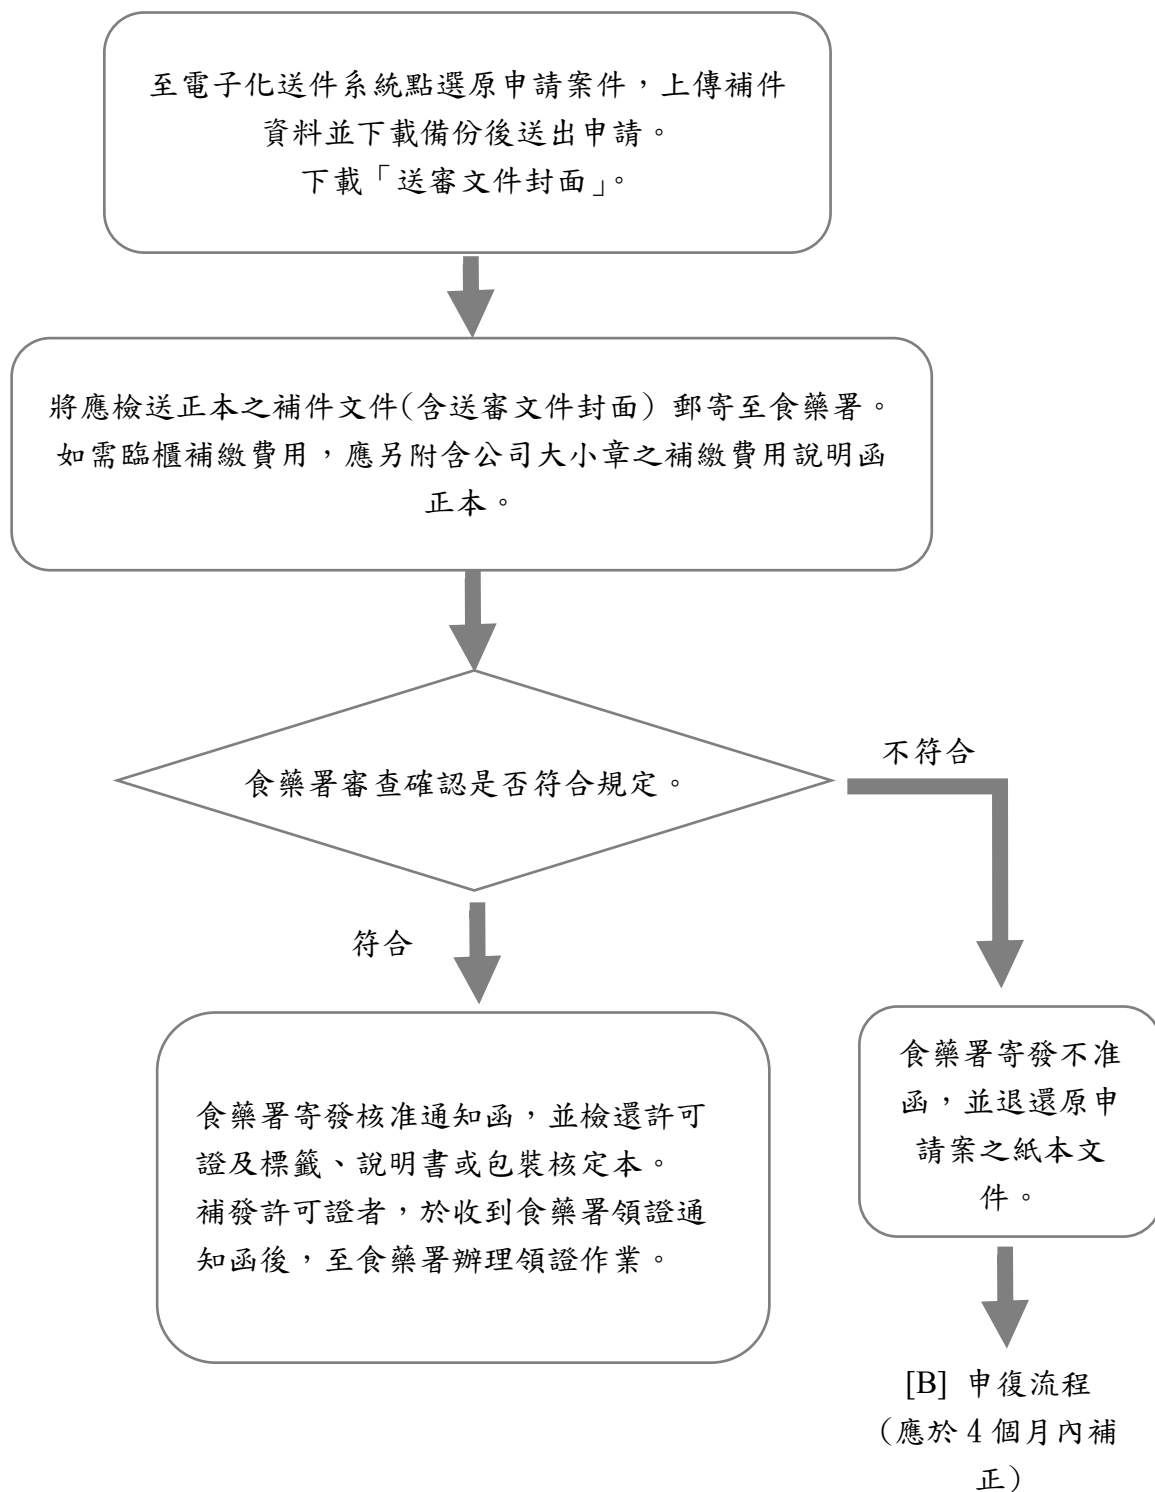 至電子化送件系統點選原申請案件，上傳補件
資料並下載備份後送出申請。
下載「送審文件封面」。
將應檢送正本之補件文件(含送審文件封面) 郵寄至食藥署。
如需臨櫃補繳費用，應另附含公司大小章之補繳費用說明函
正本。
食藥署審查確認是否符合規定。
不符合
符合
食藥署寄發核准通知函，並檢還許可
證及標籤、說明書或包裝核定本。
補發許可證者，於收到食藥署領證通
知函後，至食藥署辦理領證作業。
食藥署寄發不准
函，並退還原申
請案之紙本文
件。
[B] 申復流程
（應於 4 個月內補
正）